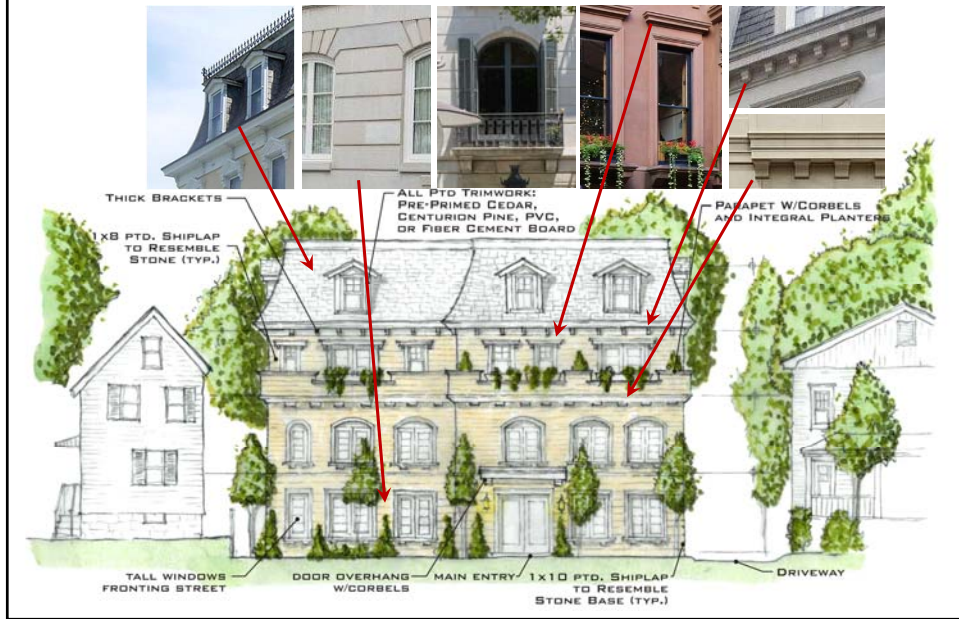 THICK BRACKETS
ALL PTD TRIMWORK:
PRE-PRIMED CEDAR,
CENTURION PINE, PVC,
OR FIBER CEMENT BOARD
PARAPET W/CORBELS
AND INTEGRAL PLANTERS
1X8 PTD. SHIPLAP
TO RESEMBLE
STONE (TYP.)
TALL WINDOWS
FRONTING STREET
DOOR OVERHANG
W/CORBELS
MAIN ENTRY
1X10 PTD. SHIPLAP
TO RESEMBLE
STONE BASE (TYP.)
DRIVEWAY